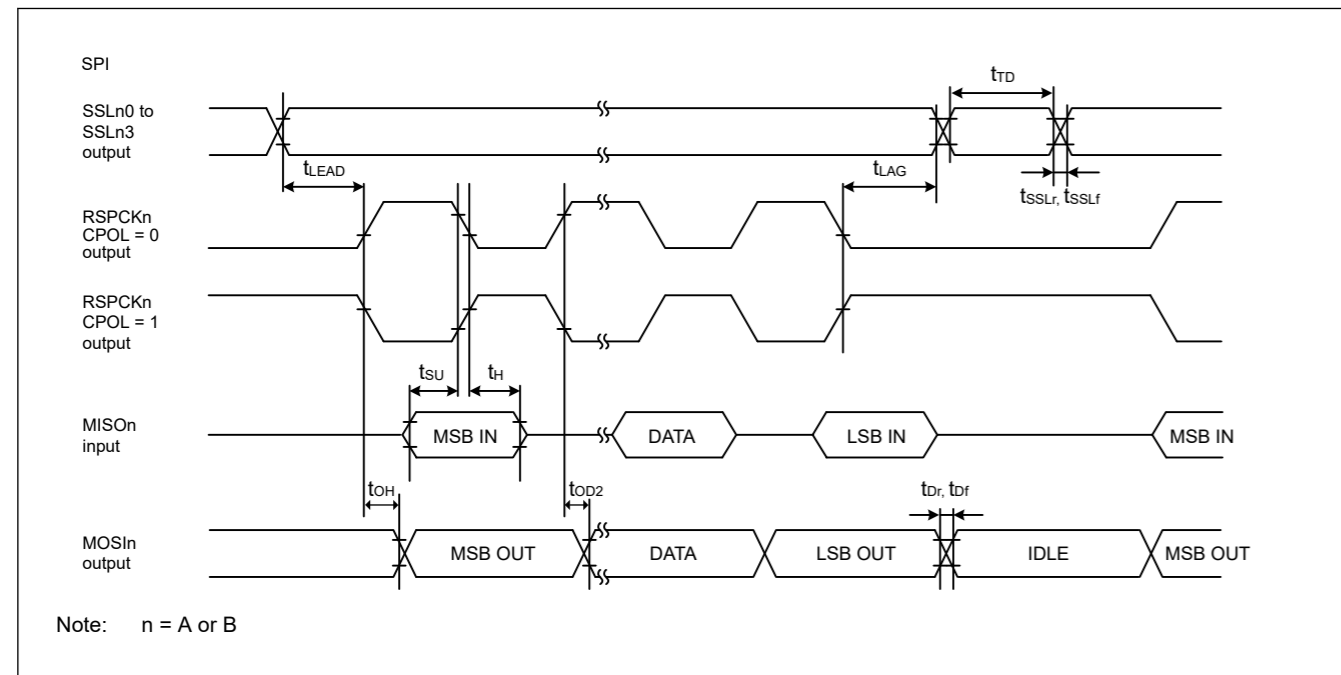 SPI
tTD
SSLn0 to
SSLn3
output
tLEAD
tLAG
tSSLr, tSSLf
RSPCKn
CPOL = 0
output
RSPCKn
CPOL = 1
output
tSU
tH
MISOn
input
MSB IN
DATA
LSB IN
MSB IN
tOH
tOD2
tDr, tDf
MOSIn
output
MSB OUT
DATA
LSB OUT
IDLE
MSB OUT
Note: n = A or B